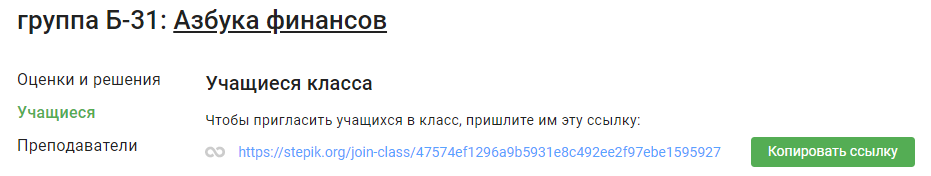 группа Б-31: Азбука финансов
Оценки и решения
Учащиеся
Преподаватели
Учащиеся класса
Чтобы пригласить учащихся в класс, пришлите им эту ссылку:
https://stepik.org/join-class/47574ef1296a9b5931e8c492ee2f97ebe1595927
Копировать ссылку